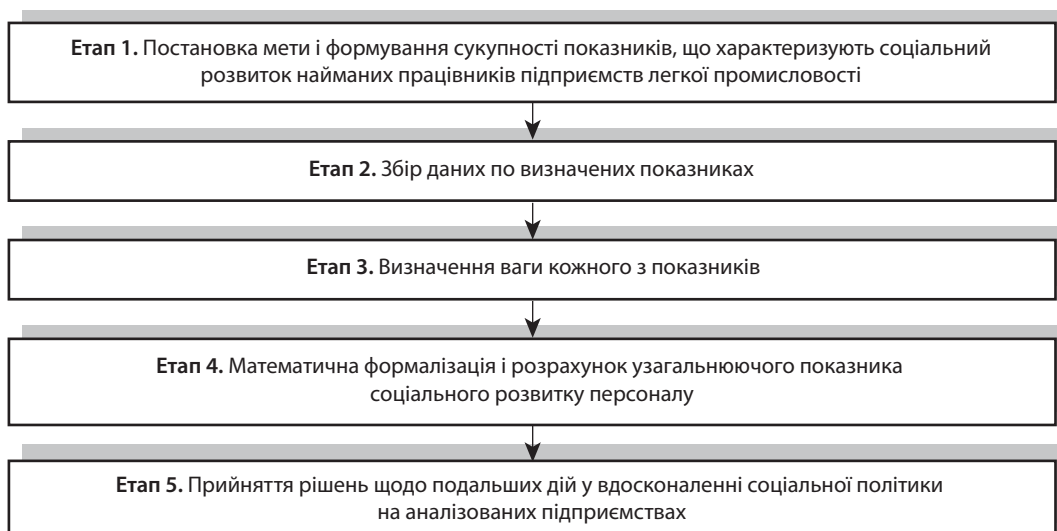 Етап 1. Постановка мети і формування сукупності показників, що характеризують соціальний
розвиток найманих працівників підприємств легкої промисловості
Етап 2. Збір даних по визначених показниках
Етап 3. Визначення ваги кожного з показників
Етап 4. Математична формалізація і розрахунок узагальнюючого показника
соціального розвитку персоналу
Етап 5. Прийняття рішень щодо подальших дій у вдосконаленні соціальної політики
на аналізованих підприємствах